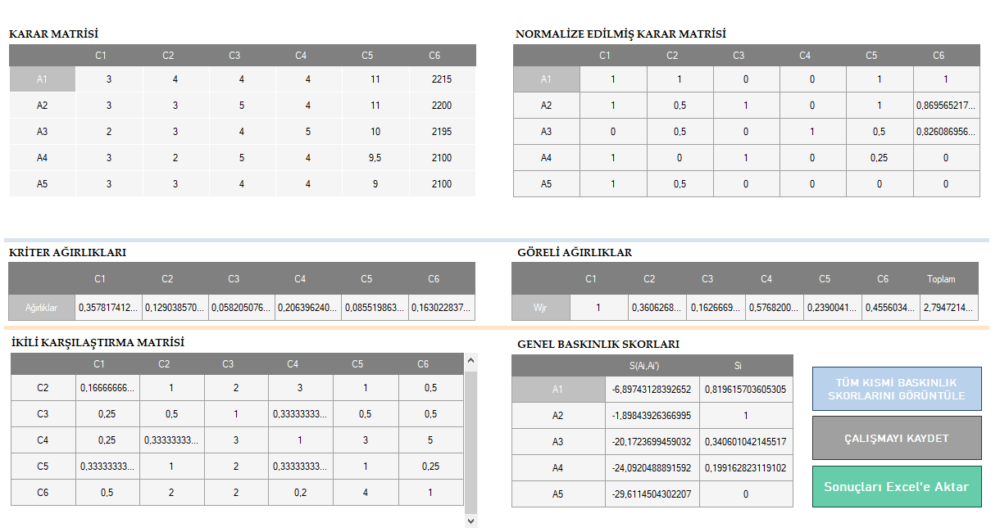 KARAR MATRİSİ
C1 C2 C3 C4 C5 C6
A1 3 4 4 4 11 2215
A2 3 3 5 4 11 2200
A3 2 3 4 5 10 2195
A4 3 2 5 4 9,5 2100
A5 3 3 4 4 9 2100
NORMALİZE EDİLMİŞ KARAR MATRİSİ
C1 C2 C3 C4 C5 C6
A1 1 1 0 0 1 1
A2 1 0,5 1 0 1 0,869565217...
A3 0 0,5 0 1 0,5 0,826086956...
A4 1 0 1 0 0,25 0
A5 1 0,5 0 0 0 0
KRİTER AĞIRLIKLARI
C1 C2 C3 C4 C5 C6
Ağırlıklar 0,357817412... 0,129038570... 0,058205076... 0,206396240... 0,085519863... 0,163022837...
GÖRELİ AĞIRLIKLAR
C1 C2 C3 C4 C5 C6 Toplam
Wjr 1 0,3606268... 0,1626669... 0,5768200... 0,2390041... 0,4556034... 2,7947214...
İKİLİ KARŞILAŞTIRMA MATRİSİ
C1 C2 C3 C4 C5 C6
C2 0,16666666... 1 2 3 1 0,5
C3 0,25 0,5 1 0,33333333... 0,5 0,5
C4 0,25 0,33333333... 3 1 3 5
C5 0,33333333... 1 2 0,33333333... 1 0,25
C6 0,5 2 2 0,2 4 1
GENEL BASKINLIK SKORLARI
S(Ai,Ai') Si
A1 -6,89743128392652 0,819615703605305
A2 -1,89843926366995 1
A3 -20,1723699459032 0,340601042145517
A4 -24,0920488891592 0,199162823119102
A5 -29,6114504302207 0
TÜM KISMİ BASKINLIK
SKORLARINI GÖRÜNTÜLE
ÇALIŞMAYI KAYDET
Sonuçları Excel'e Aktar